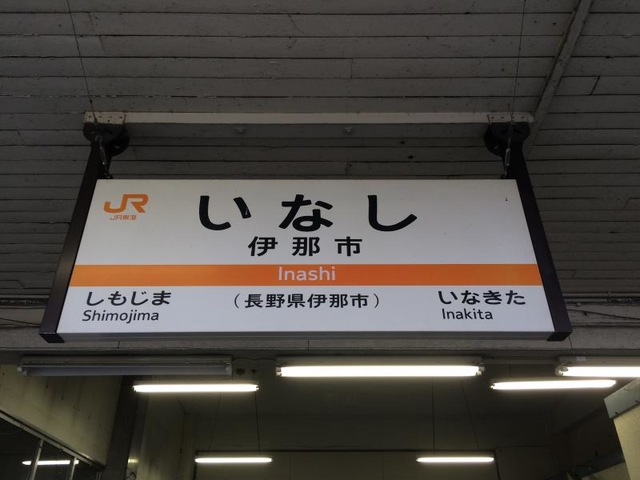 JR
JR東海
いなし
伊那市
Inashi
しもじま
Shimojima
（長野県伊那市）
いなきた
Inakita